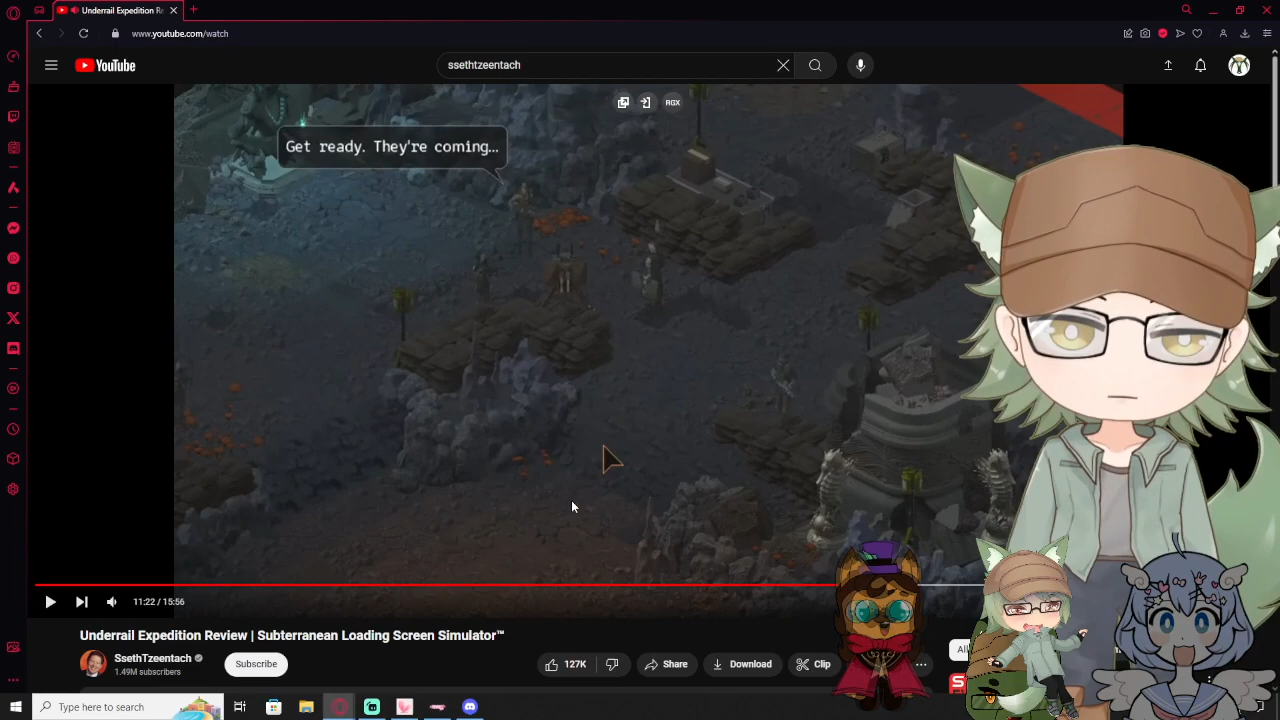 Underrail Expedition Re
www.youtube.com/watch
YouTube
ssethtzeentach
RGX
Get ready. They're coming...
11:22 / 15:56
Underrail Expedition Review | Subterranean Loading Screen Simulator™
SsethTzeentach
1.49M subscribers
Subscribe
127K
Share
Download
Clip
Type here to search